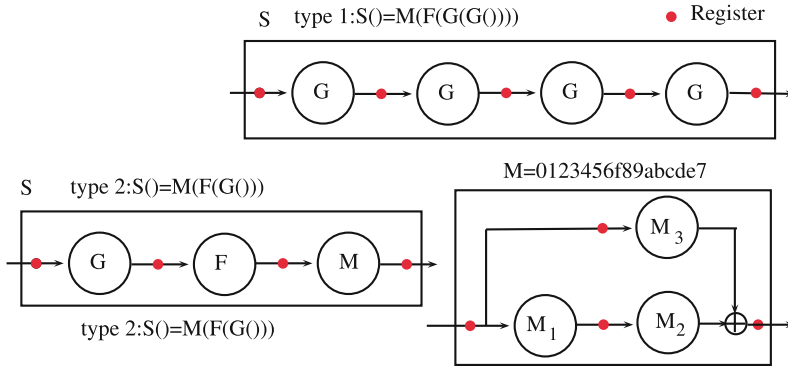 S type 1:S()=M(F(G(G()))) Register
G G G G
S type 2:S()=M(F(G()))
M=0123456f89abcde7
G F M
M3
M1 M2
type 2:S()=M(F(G()))